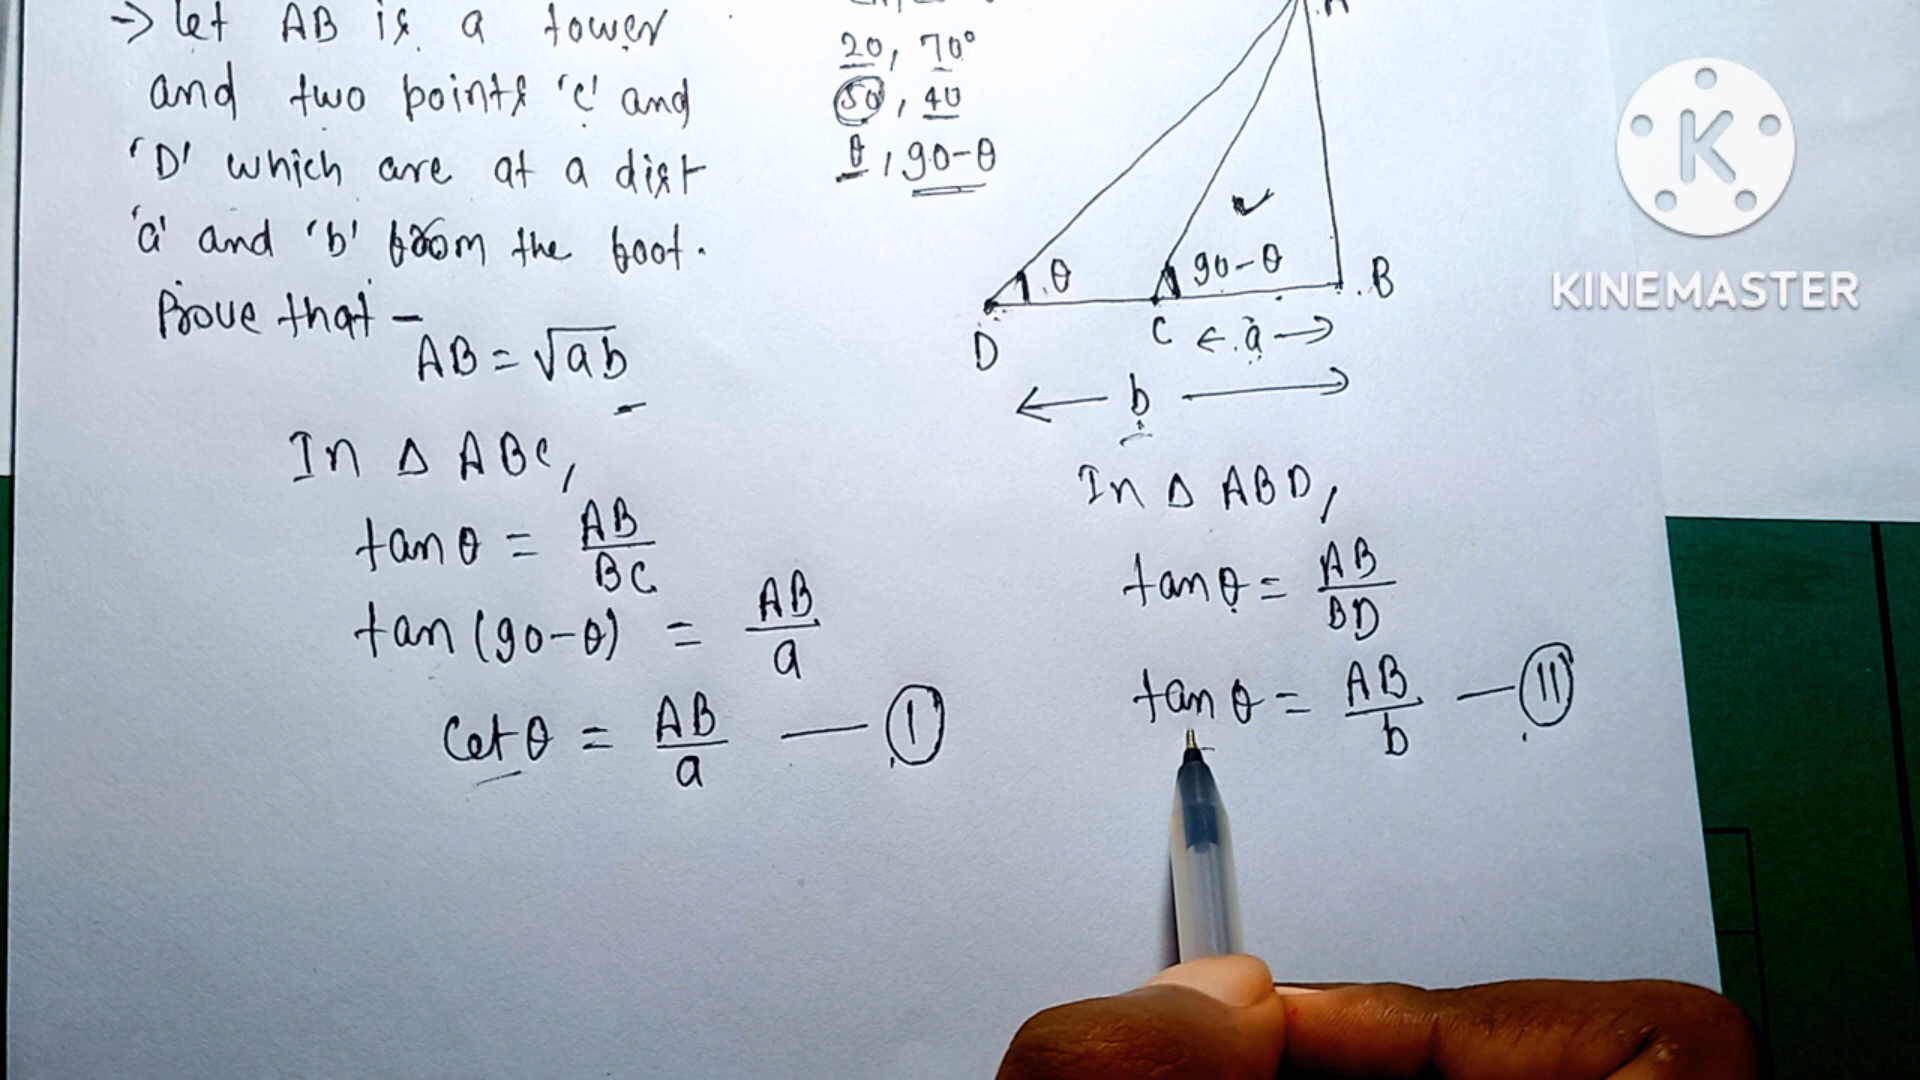 → let AB is a tower
and two points 'c' and
'D' which are at a dist
'a' and 'b' from the foot.
Prove that –
AB = √ab
20, 70°
50, 40
θ, 90-θ
A
θ
90-θ
B
D
C
← a →
← b →
In Δ ABC,
tan θ = AB/BC
tan (90-θ) = AB/a
Cot θ = AB/a — I
In Δ ABD,
tan θ = AB/BD
tan θ = AB/b — II
K
KINEMASTER